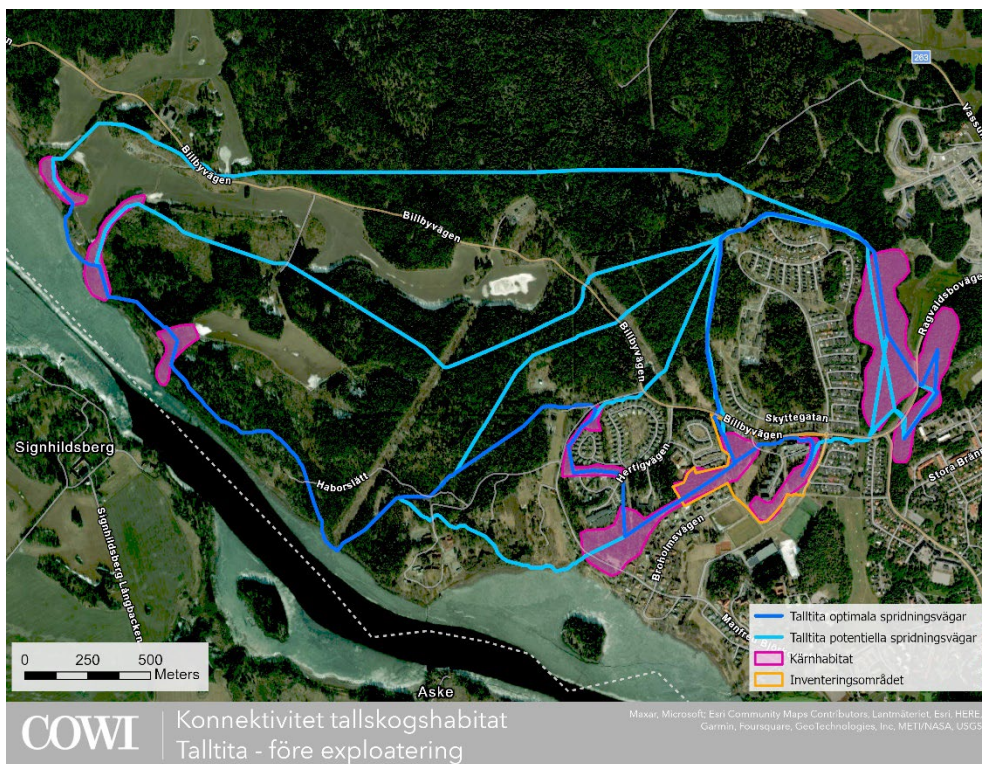 263
Billbyvägen
Billbyvägen
Billbyvägen
Ragvaldsbovägen
Skyttegatan
Billbyvägen
Signhildsberg
Haborslätt
Hertigvägen
Broholmsvägen
Signhildsberg Långbacken
Aske
0 250 500
Meters
Talltita optimala spridningsvägar
Talltita potentiella spridningsvägar
Kärnhabitat
Inventeringsområdet
COWI
Konnektivitet tallskogshabitat
Talltita - före exploatering
Maxar, Microsoft; Esri Community Maps Contributors, Lantmäteriet, Esri, HERE,
Garmin, Foursquare, GeoTechnologies, Inc, METI/NASA, USGS